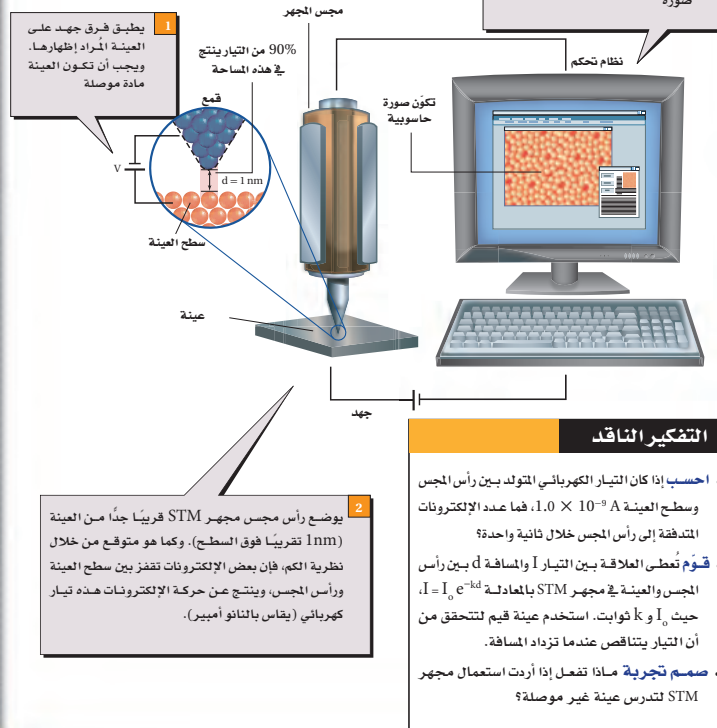 صورة
1
يطبق فرق جهد على
العينة المُراد إظهارها.
ويجب أن تكون العينة
مادة موصلة
مجس المجهر
90% من التيار ينتج
في هذه المساحة
قمع
V
d = 1 nm
سطح العينة
نظام تحكم
تكوّن صورة
حاسوبية
عينة
جهد
2
يوضع رأس مجس مجهر STM قريبًا جدًّا من العينة
(1nm تقريبًا فوق السطح). وكما هو متوقع من خلال
نظرية الكم، فإن بعض الإلكترونات تقفز بين سطح العينة
ورأس المجس، وينتج عن حركة الإلكترونات هذه تيار
كهربائي (يقاس بالنانو أمبير).
التفكير الناقد
احسب إذا كان التيار الكهربائي المتولد بين رأس المجس
وسطح العينة 1.0 × 10⁻⁹ A، فما عدد الإلكترونات
المتدفقة إلى رأس المجس خلال ثانية واحدة؟
قوّم تُعطى العلاقة بين التيار I والمسافة d بين رأس
المجس والعينة في مجهر STM بالمعادلة I = I₀ e⁻ᵏᵈ،
حيث I₀ و k ثوابت. استخدم عينة قيم لتتحقق من
أن التيار يتناقص عندما تزداد المسافة.
صمم تجربة ماذا تفعل إذا أردت استعمال مجهر
STM لتدرس عينة غير موصلة؟